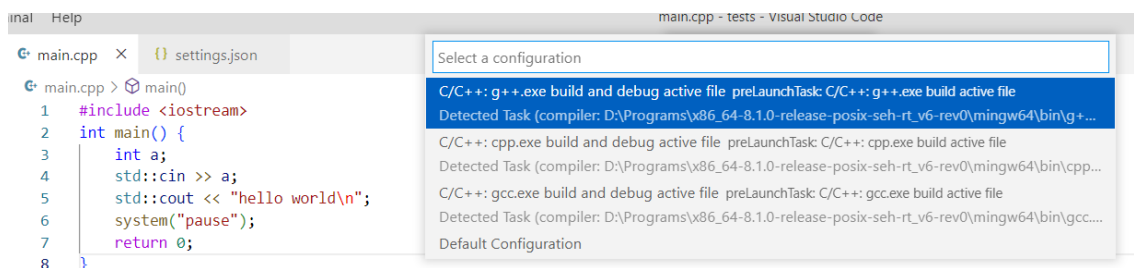 inal Help
main.cpp - tests - Visual Studio Code
main.cpp × {} settings.json
main.cpp > main()
1 #include <iostream>
2 int main() {
3 int a;
4 std::cin >> a;
5 std::cout << "hello world\n";
6 system("pause");
7 return 0;
8 }
Select a configuration
C/C++: g++.exe build and debug active file preLaunchTask: C/C++: g++.exe build active file
Detected Task (compiler: D:\Programs\x86_64-8.1.0-release-posix-seh-rt_v6-rev0\mingw64\bin\g+...
C/C++: cpp.exe build and debug active file preLaunchTask: C/C++: cpp.exe build active file
Detected Task (compiler: D:\Programs\x86_64-8.1.0-release-posix-seh-rt_v6-rev0\mingw64\bin\cpp...
C/C++: gcc.exe build and debug active file preLaunchTask: C/C++: gcc.exe build active file
Detected Task (compiler: D:\Programs\x86_64-8.1.0-release-posix-seh-rt_v6-rev0\mingw64\bin\gcc....
Default Configuration